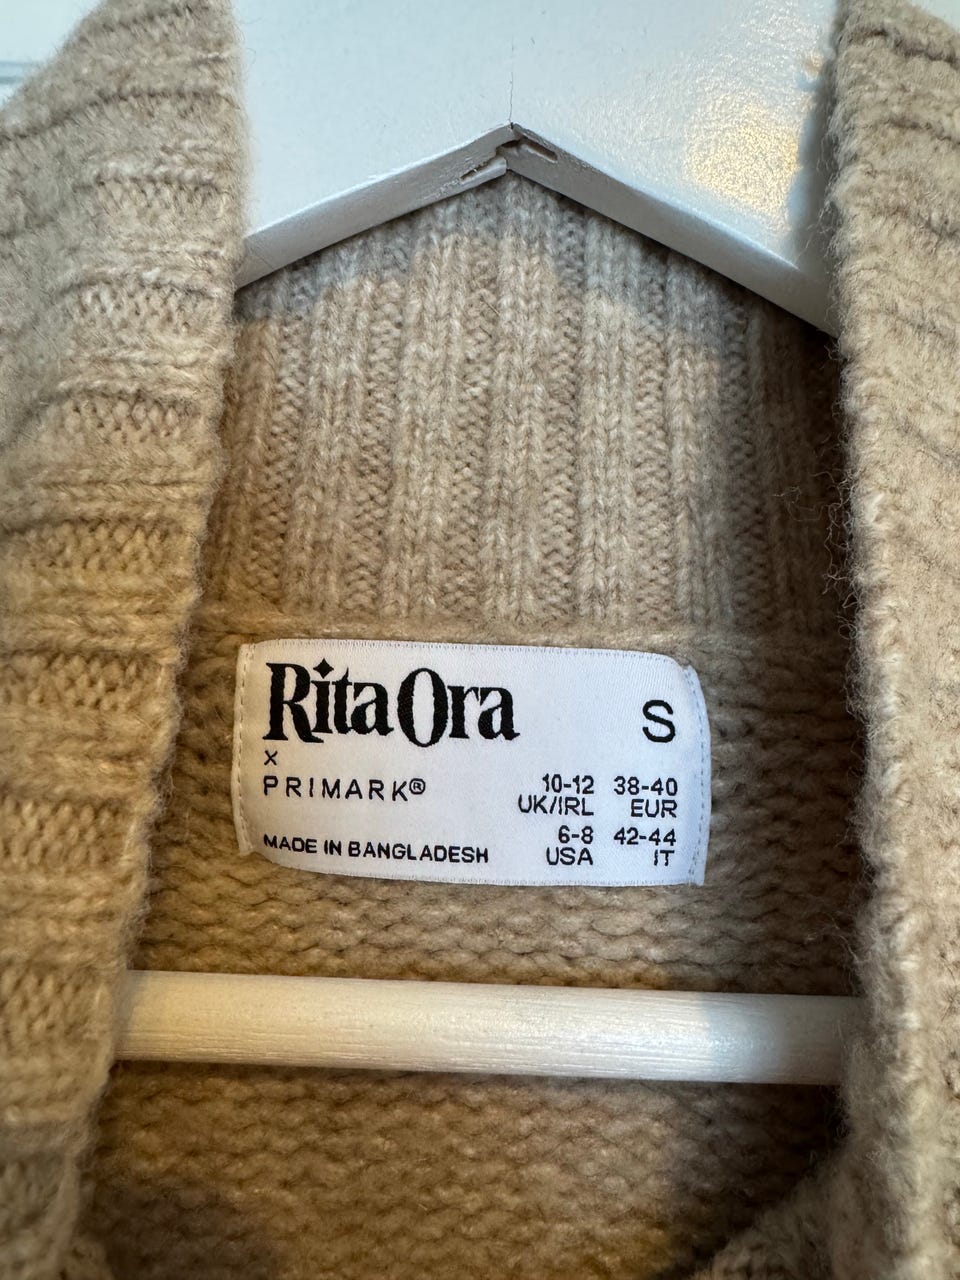 Rita Ora
S
x
PRIMARK®
10-12 38-40
UK/IRL EUR
6-8 42-44
USA IT
MADE IN BANGLADESH